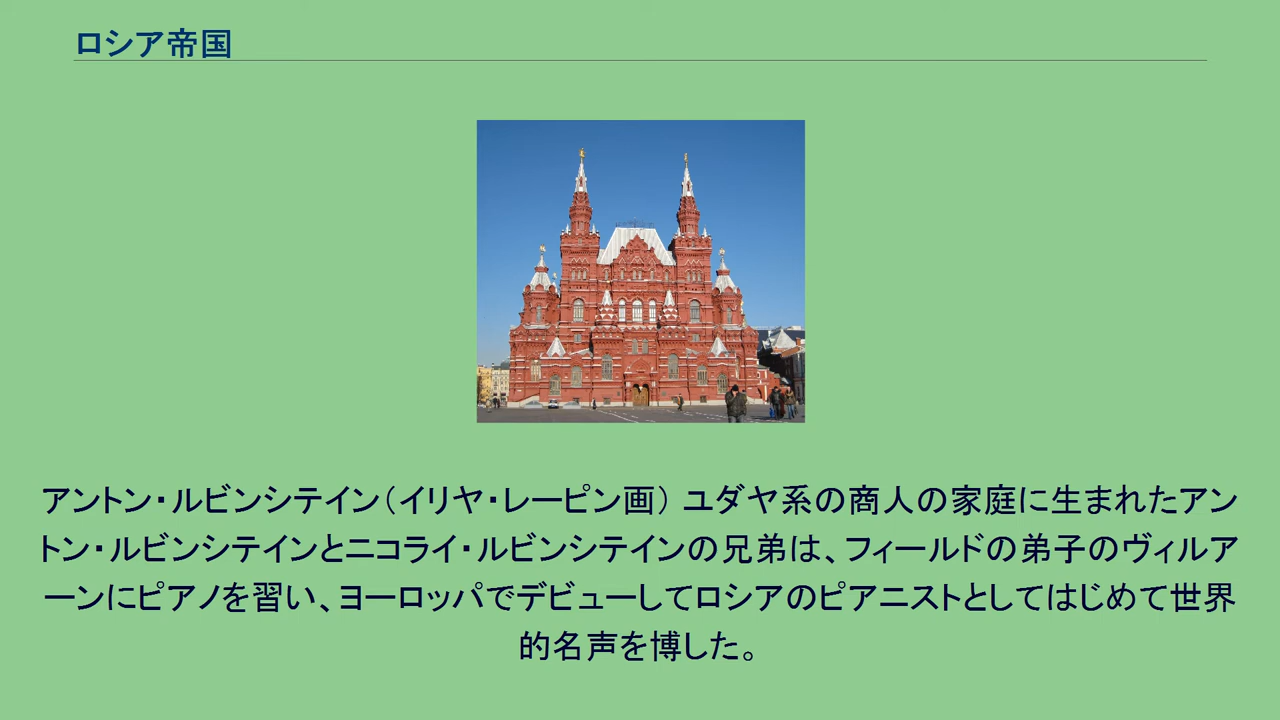 ロシア帝国
アントン・ルビンシテイン（イリヤ・レーピン画） ユダヤ系の商人の家庭に生まれたアン
トン・ルビンシテインとニコライ・ルビンシテインの兄弟は、フィールドの弟子のヴィルア
ーンにピアノを習い、ヨーロッパでデビューしてロシアのピアニストとしてはじめて世界
的名声を博した。